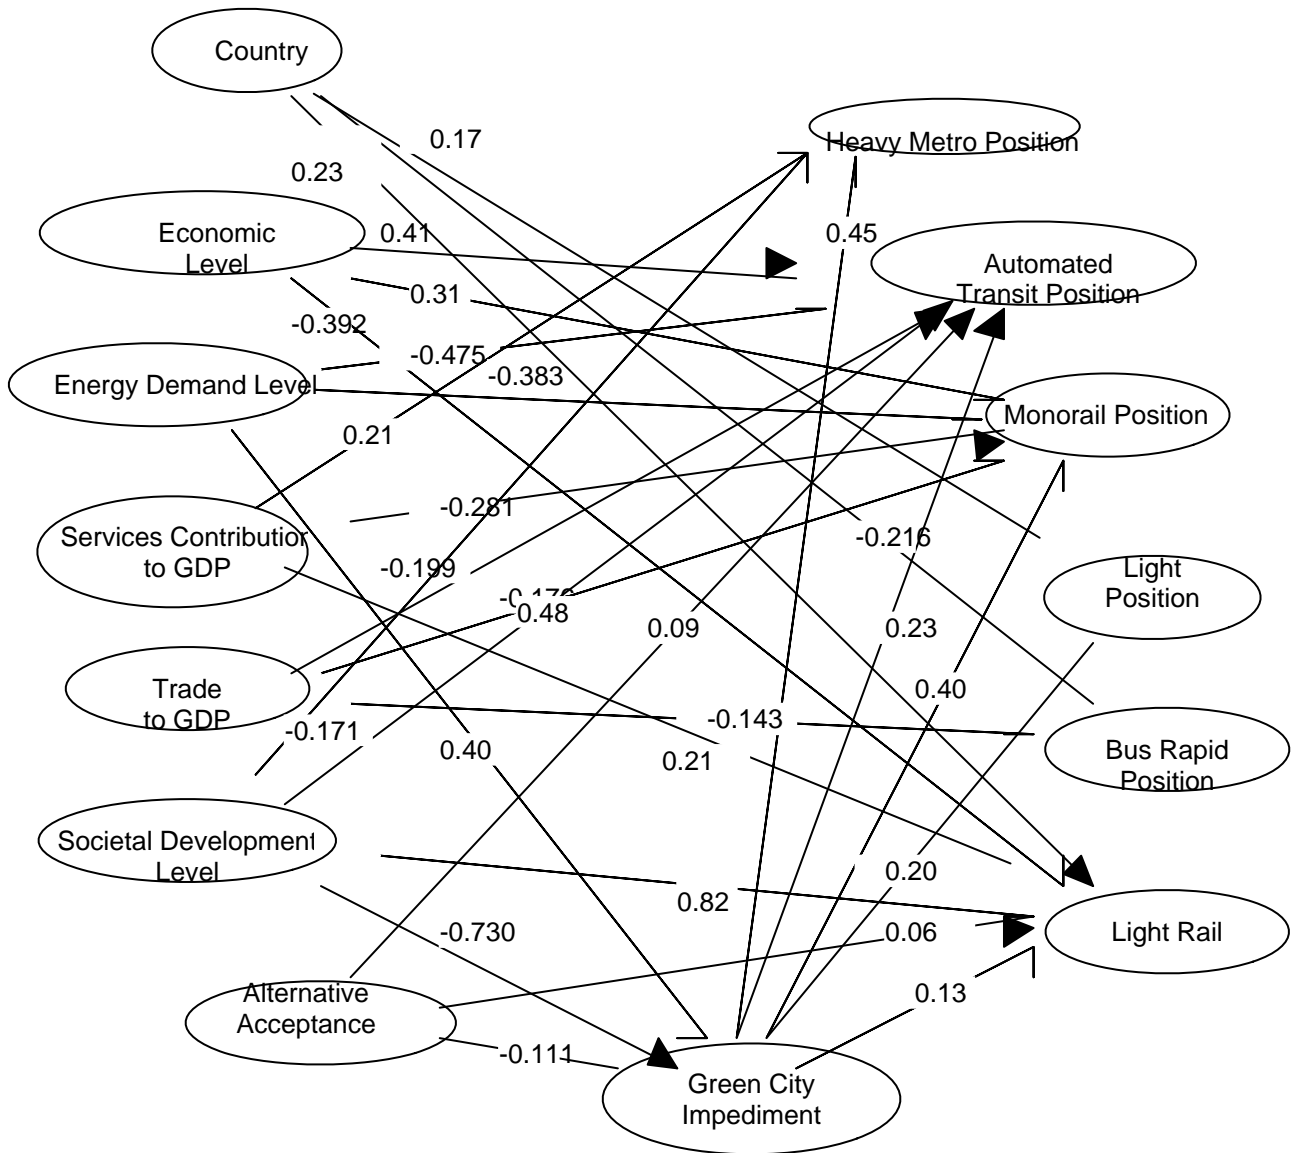 Country
0.17
Heavy Metro Position
0.23
0.41
0.45
Economic
Level
Automated
Transit Position
0.31
-0.392
-0.475
-0.383
Energy Demand Level
Monorail Position
0.21
-0.281
-0.216
Services Contribution
to GDP
-0.199
Light
Position
0.48
0.09
0.23
Trade
to GDP
0.40
-0.171
-0.143
0.40
0.21
Bus Rapid
Position
Societal Development
Level
0.20
0.82
-0.730
0.06
Light Rail
Alternative
Acceptance
0.13
-0.111
Green City
Impediment